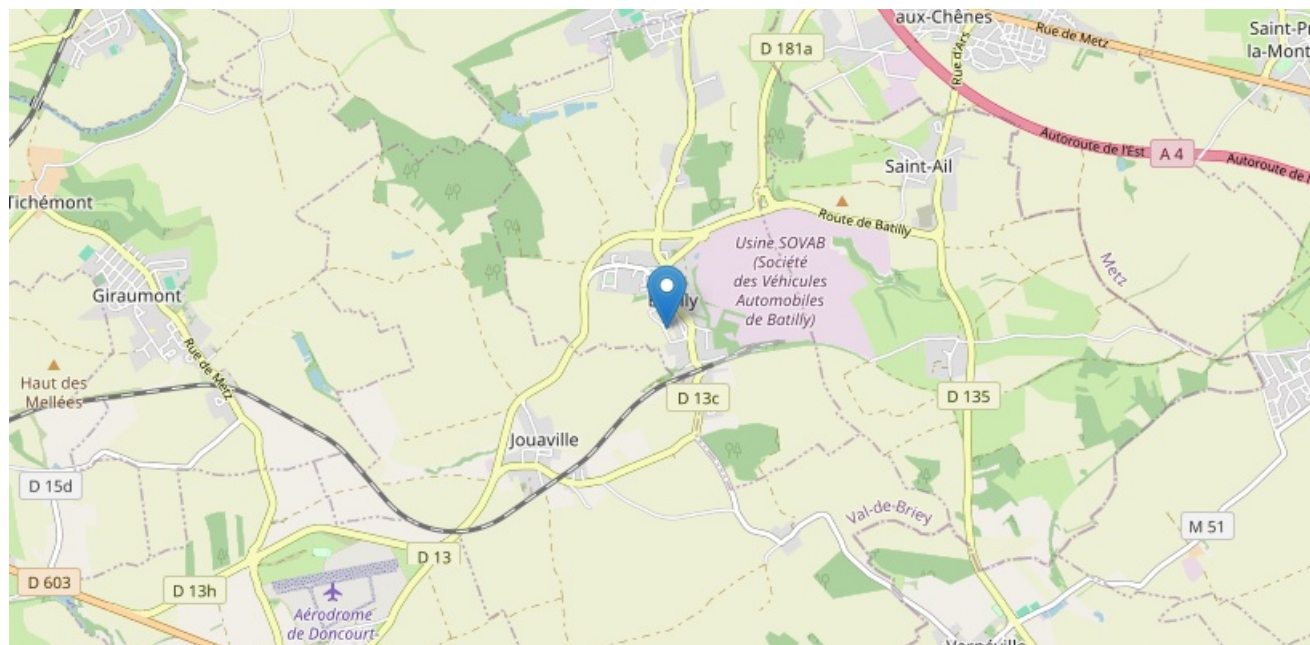 aux-Chênes
Rue de Metz
Saint-Pr
la-Mont
D 181a
Rue d'Ars
Autoroute de l'Est
A 4
Autoroute de l'
Saint-Ail
Tichémont
Route de Batilly
Usine SOVAB
(Société
des Véhicules
Automobiles
de Batilly)
Metz
Giraumont
Rue de Metz
Haut des
Mellées
D 13c
D 135
Jouaville
D 15d
Val-de-Briey
M 51
D 13
D 603
D 13h
Aérodrome
de Doncourt-